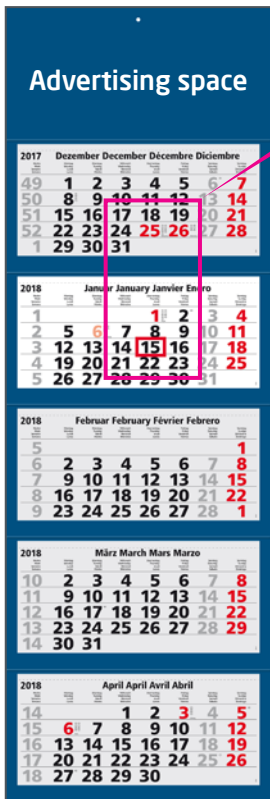 Advertising space
2017 Dezember December Décembre Diciembre
49 1 2 3 4 5 6 7
50 8 9 10 11 12 13 14
51 15 16 17 18 19 20 21
52 22 23 24 25 26 27 28
1 29 30 31
2018 Januar January Janvier Enero
1 1 2 3 4
2 5 6 7 8 9 10 11
3 12 13 14 15 16 17 18
4 19 20 21 22 23 24 25
5 26 27 28 29 30 31
2018 Februar February Février Febrero
5 1
6 2 3 4 5 6 7 8
7 9 10 11 12 13 14 15
8 16 17 18 19 20 21 22
9 23 24 25 26 27 28 1
2018 März March Mars Marzo
10 2 3 4 5 6 7 8
11 9 10 11 12 13 14 15
12 16 17 18 19 20 21 22
13 23 24 25 26 27 28 29
14 30 31
2018 April April Avril Abril
14 1 2 3 4 5
15 6 7 8 9 10 11 12
16 13 14 15 16 17 18 19
17 20 21 22 23 24 25 26
18 27 28 29 30